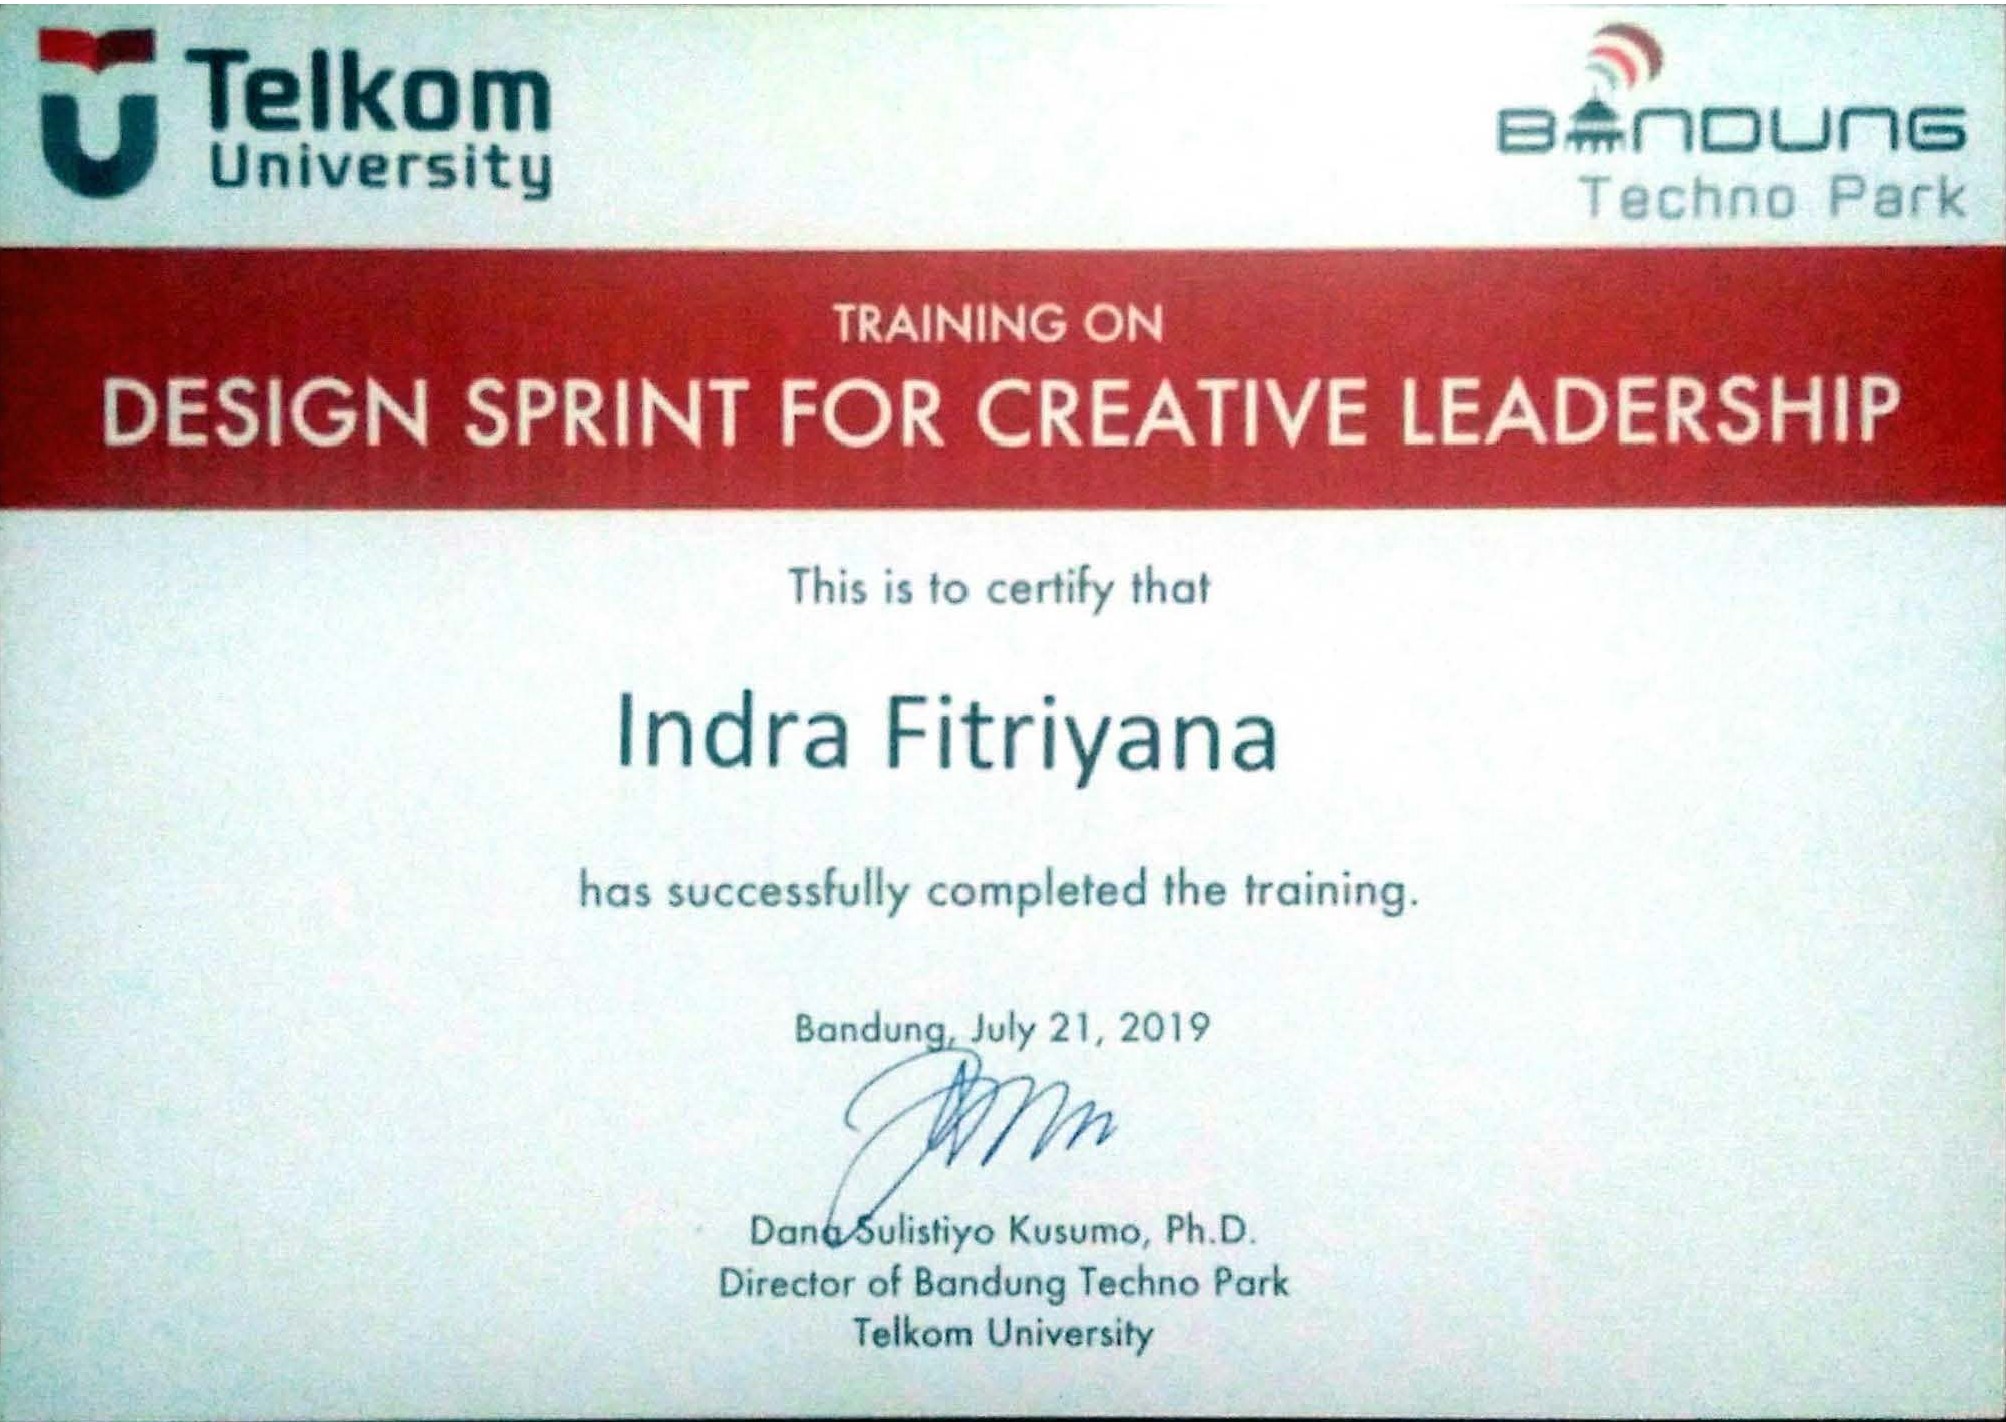 Telkom
University
BANDUNG
Techno Park
TRAINING ON
DESIGN SPRINT FOR CREATIVE LEADERSHIP
This is to certify that
Indra Fitriyana
has successfully completed the training.
Bandung, July 21, 2019
Dana Sulistiyo Kusumo, Ph.D.
Director of Bandung Techno Park
Telkom University